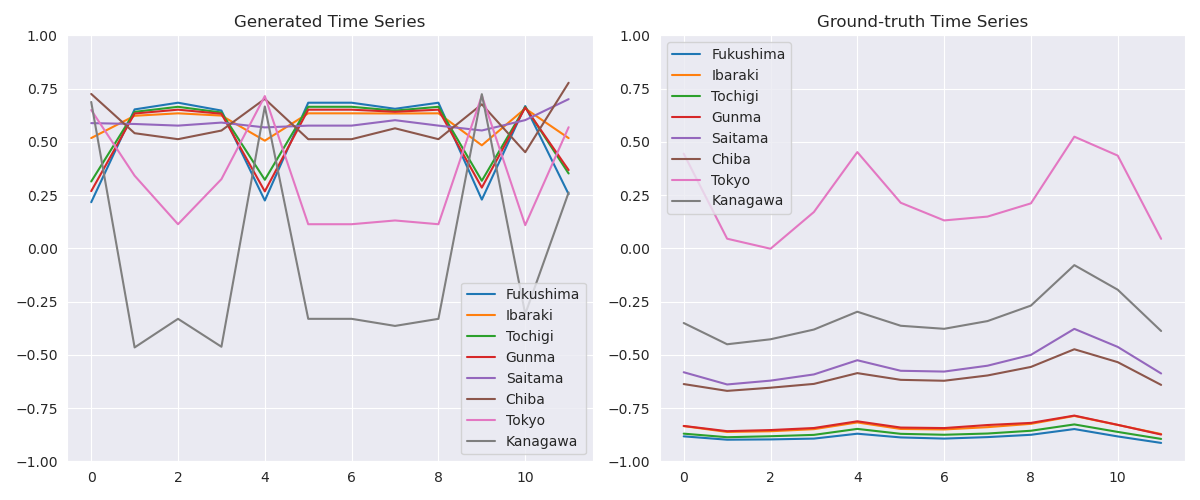 Generated Time Series
1.00
0.75
0.50
0.25
0.00
−0.25
−0.50
−0.75
−1.00
0
2
4
6
8
10
Fukushima
Ibaraki
Tochigi
Gunma
Saitama
Chiba
Tokyo
Kanagawa
Ground-truth Time Series
1.00
0.75
0.50
0.25
0.00
−0.25
−0.50
−0.75
−1.00
0
2
4
6
8
10
Fukushima
Ibaraki
Tochigi
Gunma
Saitama
Chiba
Tokyo
Kanagawa